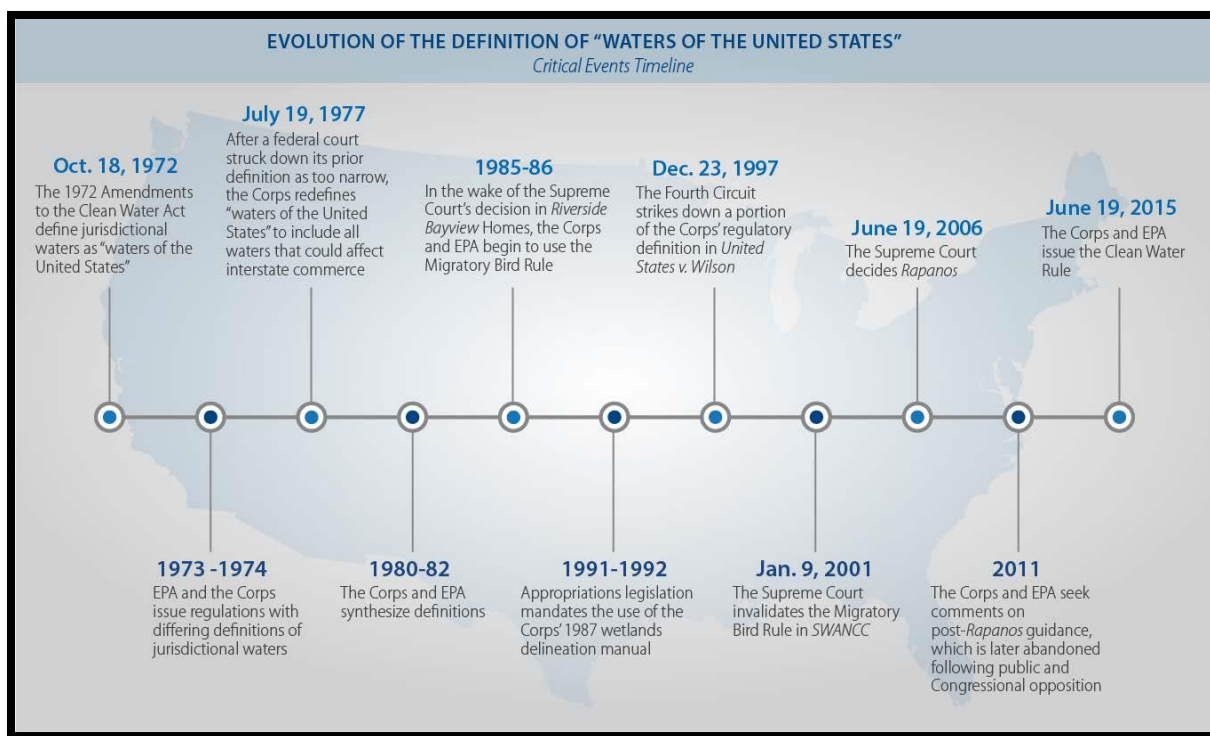 EVOLUTION OF THE DEFINITION OF “WATERS OF THE UNITED STATES”
Critical Events Timeline
Oct. 18, 1972
The 1972 Amendments
to the Clean Water Act
define jurisdictional
waters as “waters of the
United States”
1973 -1974
EPA and the Corps
issue regulations with
differing definitions of
jurisdictional waters
July 19, 1977
After a federal court
struck down its prior
definition as too narrow,
the Corps redefines
“waters of the United
States” to include all
waters that could affect
interstate commerce
1980-82
The Corps and EPA
synthesize definitions
1985-86
In the wake of the Supreme
Court’s decision in Riverside
Bayview Homes, the Corps
and EPA begin to use the
Migratory Bird Rule
1991-1992
Appropriations legislation
mandates the use of the
Corps’ 1987 wetlands
delineation manual
Dec. 23, 1997
The Fourth Circuit
strikes down a portion
of the Corps’ regulatory
definition in United
States v. Wilson
Jan. 9, 2001
The Supreme Court
invalidates the Migratory
Bird Rule in SWANCC
June 19, 2006
The Supreme Court
decides Rapanos
2011
The Corps and EPA seek
comments on
post-Rapanos guidance,
which is later abandoned
following public and
Congressional opposition
June 19, 2015
The Corps and EPA
issue the Clean Water
Rule